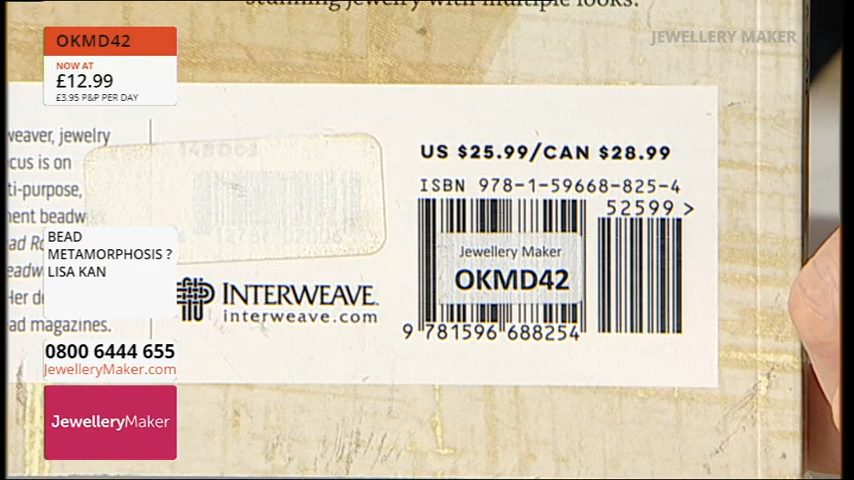 stunning jewelry with multiple looks.
JEWELLERY MAKER
OKMD42
NOW AT
£12.99
£3.95 P&P PER DAY
weaver, jewelry
ocus is on
ti-purpose,
nent beadw
ad
eadw
Her de
ad magazines.
BEAD
METAMORPHOSIS ?
LISA KAN
0800 6444 655
JewelleryMaker.com
JewelleryMaker
INTERWEAVE
interweave.com
US $25.99/CAN $28.99
ISBN 978-1-59668-825-4
52599 >
Jewellery Maker
OKMD42
9 781596 688254